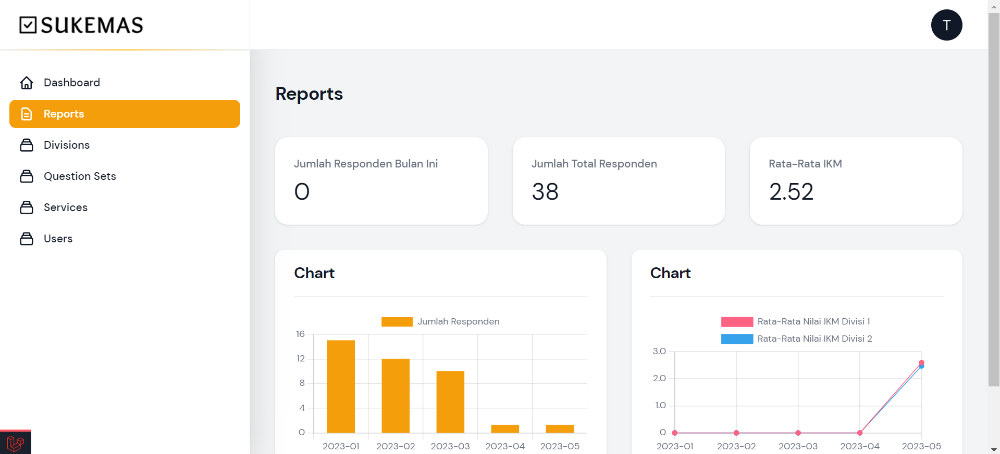 SUKEMAS
T
Dashboard
Reports
Divisions
Question Sets
Services
Users
Reports
Jumlah Responden Bulan Ini
0
Jumlah Total Responden
38
Rata-Rata IKM
2.52
Chart
Jumlah Responden
16
12
8
4
0
2023-01 2023-02 2023-03 2023-04 2023-05
Chart
Rata-Rata Nilai IKM Divisi 1
Rata-Rata Nilai IKM Divisi 2
3.0
2.0
1.0
0
2023-01 2023-02 2023-03 2023-04 2023-05